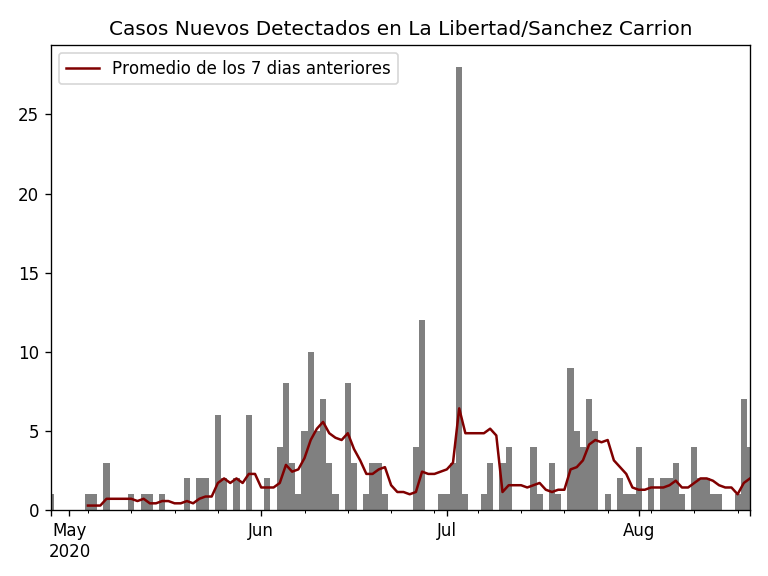 Casos Nuevos Detectados en La Libertad/Sanchez Carrion
Promedio de los 7 dias anteriores
25
20
15
10
5
0
May Jun Jul Aug
2020